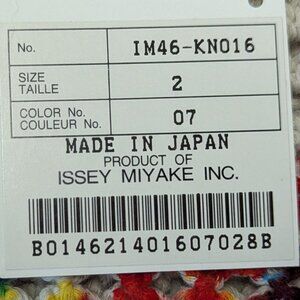 No. IM46-KN016
SIZE
TAILLE 2
COLOR No.
COULEUR No. 07
MADE IN JAPAN
PRODUCT OF
ISSEY MIYAKE INC.
B014621401607028B